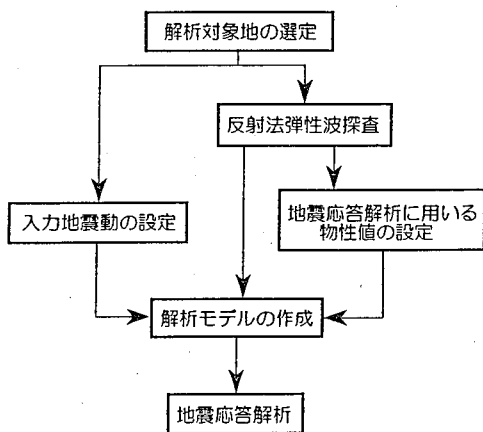 解析対象地の選定
反射法弾性波探査
入力地震動の設定
地震応答解析に用いる
物性値の設定
解析モデルの作成
地震応答解析